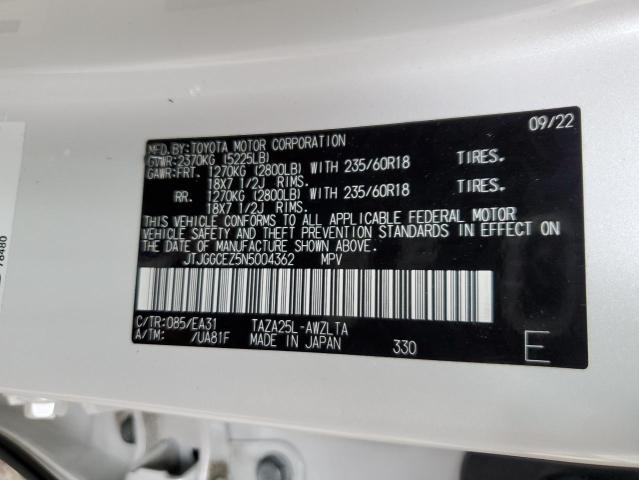 09/22
MFD.BY:TOYOTA MOTOR CORPORATION
GVWR:2370KG (5225LB)
GAWR:FRT. 1270KG (2800LB) WITH 235/60R18 TIRES.
18X7 1/2J RIMS.
RR. 1270KG (2800LB) WITH 235/60R18 TIRES.
18X7 1/2J RIMS.
THIS VEHICLE CONFORMS TO ALL APPLICABLE FEDERAL MOTOR
VEHICLE SAFETY AND THEFT PREVENTION STANDARDS IN EFFECT ON
THE DATE OF MANUFACTURE SHOWN ABOVE.
JTJGGCEZ5N5004362 MPV
C/TR:085/EA31 TAZA25L-AWZLTA
A/TM: /UA81F MADE IN JAPAN 330 E
78480